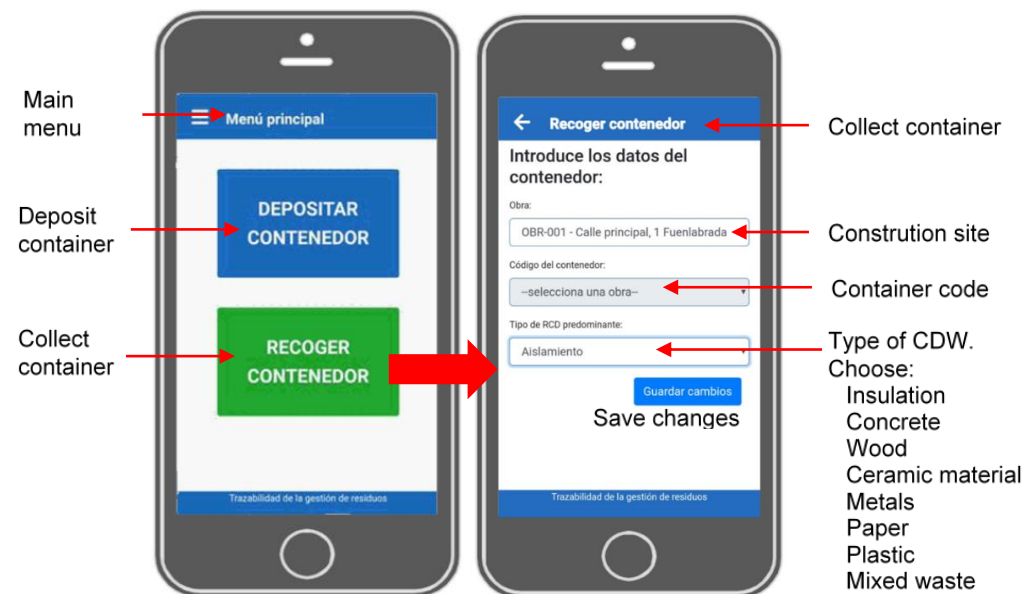 Main
menu
Menú principal
Deposit
container
DEPOSITAR
CONTENEDOR
Collect
container
RECOGER
CONTENEDOR
Trazabilidad de la gestión de residuos
Recoger contenedor
Collect container
Introduce los datos del
contenedor:
Obra:
OBR-001 - Calle principal, 1 Fuenlabrada
Constrution site
Código del contenedor:
--selecciona una obra--
Container code
Tipo de RCD predominante:
Aislamiento
Type of CDW.
Choose:
Insulation
Concrete
Wood
Ceramic material
Metals
Paper
Plastic
Mixed waste
Guardar cambios
Save changes
Trazabilidad de la gestión de residuos